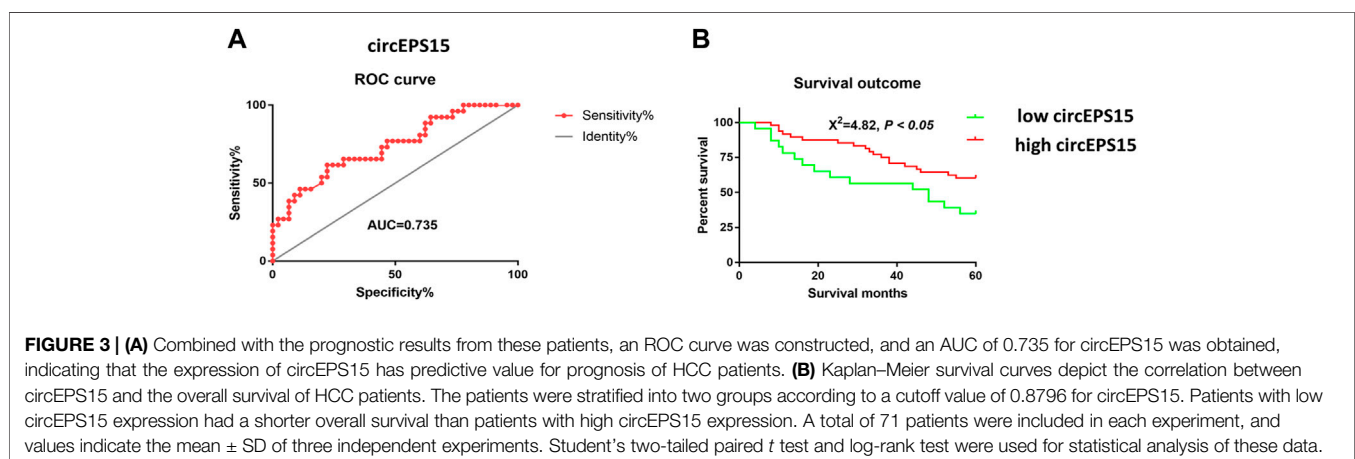 A
circEPS15
ROC curve
100
50
0
Sensitivity%
0
50
100
Specificity%
Sensitivity%
Identity%
AUC=0.735
B
Survival outcome
100
75
50
25
0
Percent survival
0
20
40
60
Survival months
X²=4.82, P < 0.05
low circEPS15
high circEPS15
FIGURE 3 | (A) Combined with the prognostic results from these patients, an ROC curve was constructed, and an AUC of 0.735 for circEPS15 was obtained,
indicating that the expression of circEPS15 has predictive value for prognosis of HCC patients. (B) Kaplan–Meier survival curves depict the correlation between
circEPS15 and the overall survival of HCC patients. The patients were stratified into two groups according to a cutoff value of 0.8796 for circEPS15. Patients with low
circEPS15 expression had a shorter overall survival than patients with high circEPS15 expression. A total of 71 patients were included in each experiment, and
values indicate the mean ± SD of three independent experiments. Student's two-tailed paired t test and log-rank test were used for statistical analysis of these data.